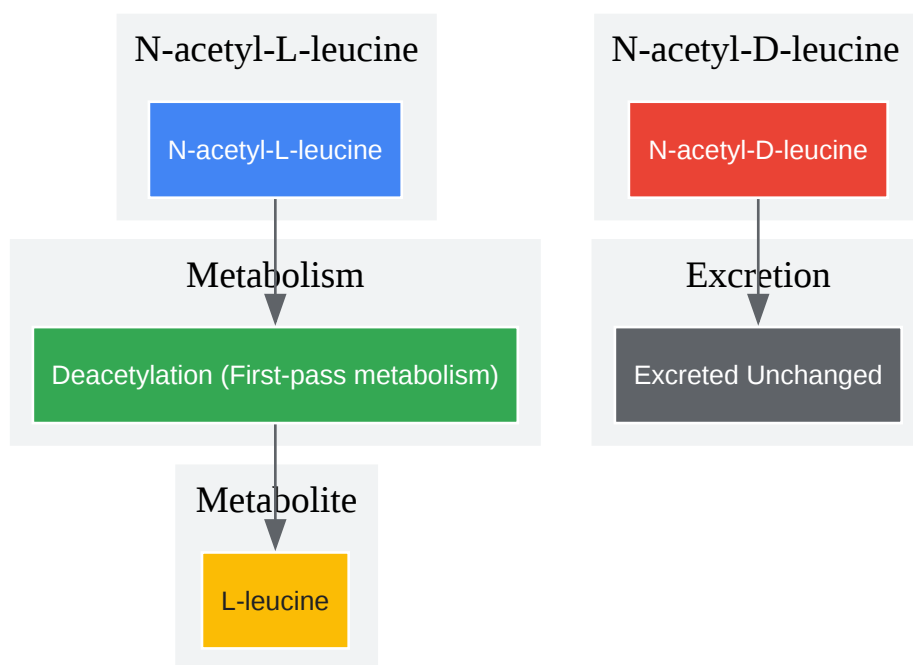 N-acetyl-L-leucine
N-acetyl-L-leucine
Metabolism
Deacetylation (First-pass metabolism)
Metabolite
L-leucine
N-acetyl-D-leucine
N-acetyl-D-leucine
Excretion
Excreted Unchanged